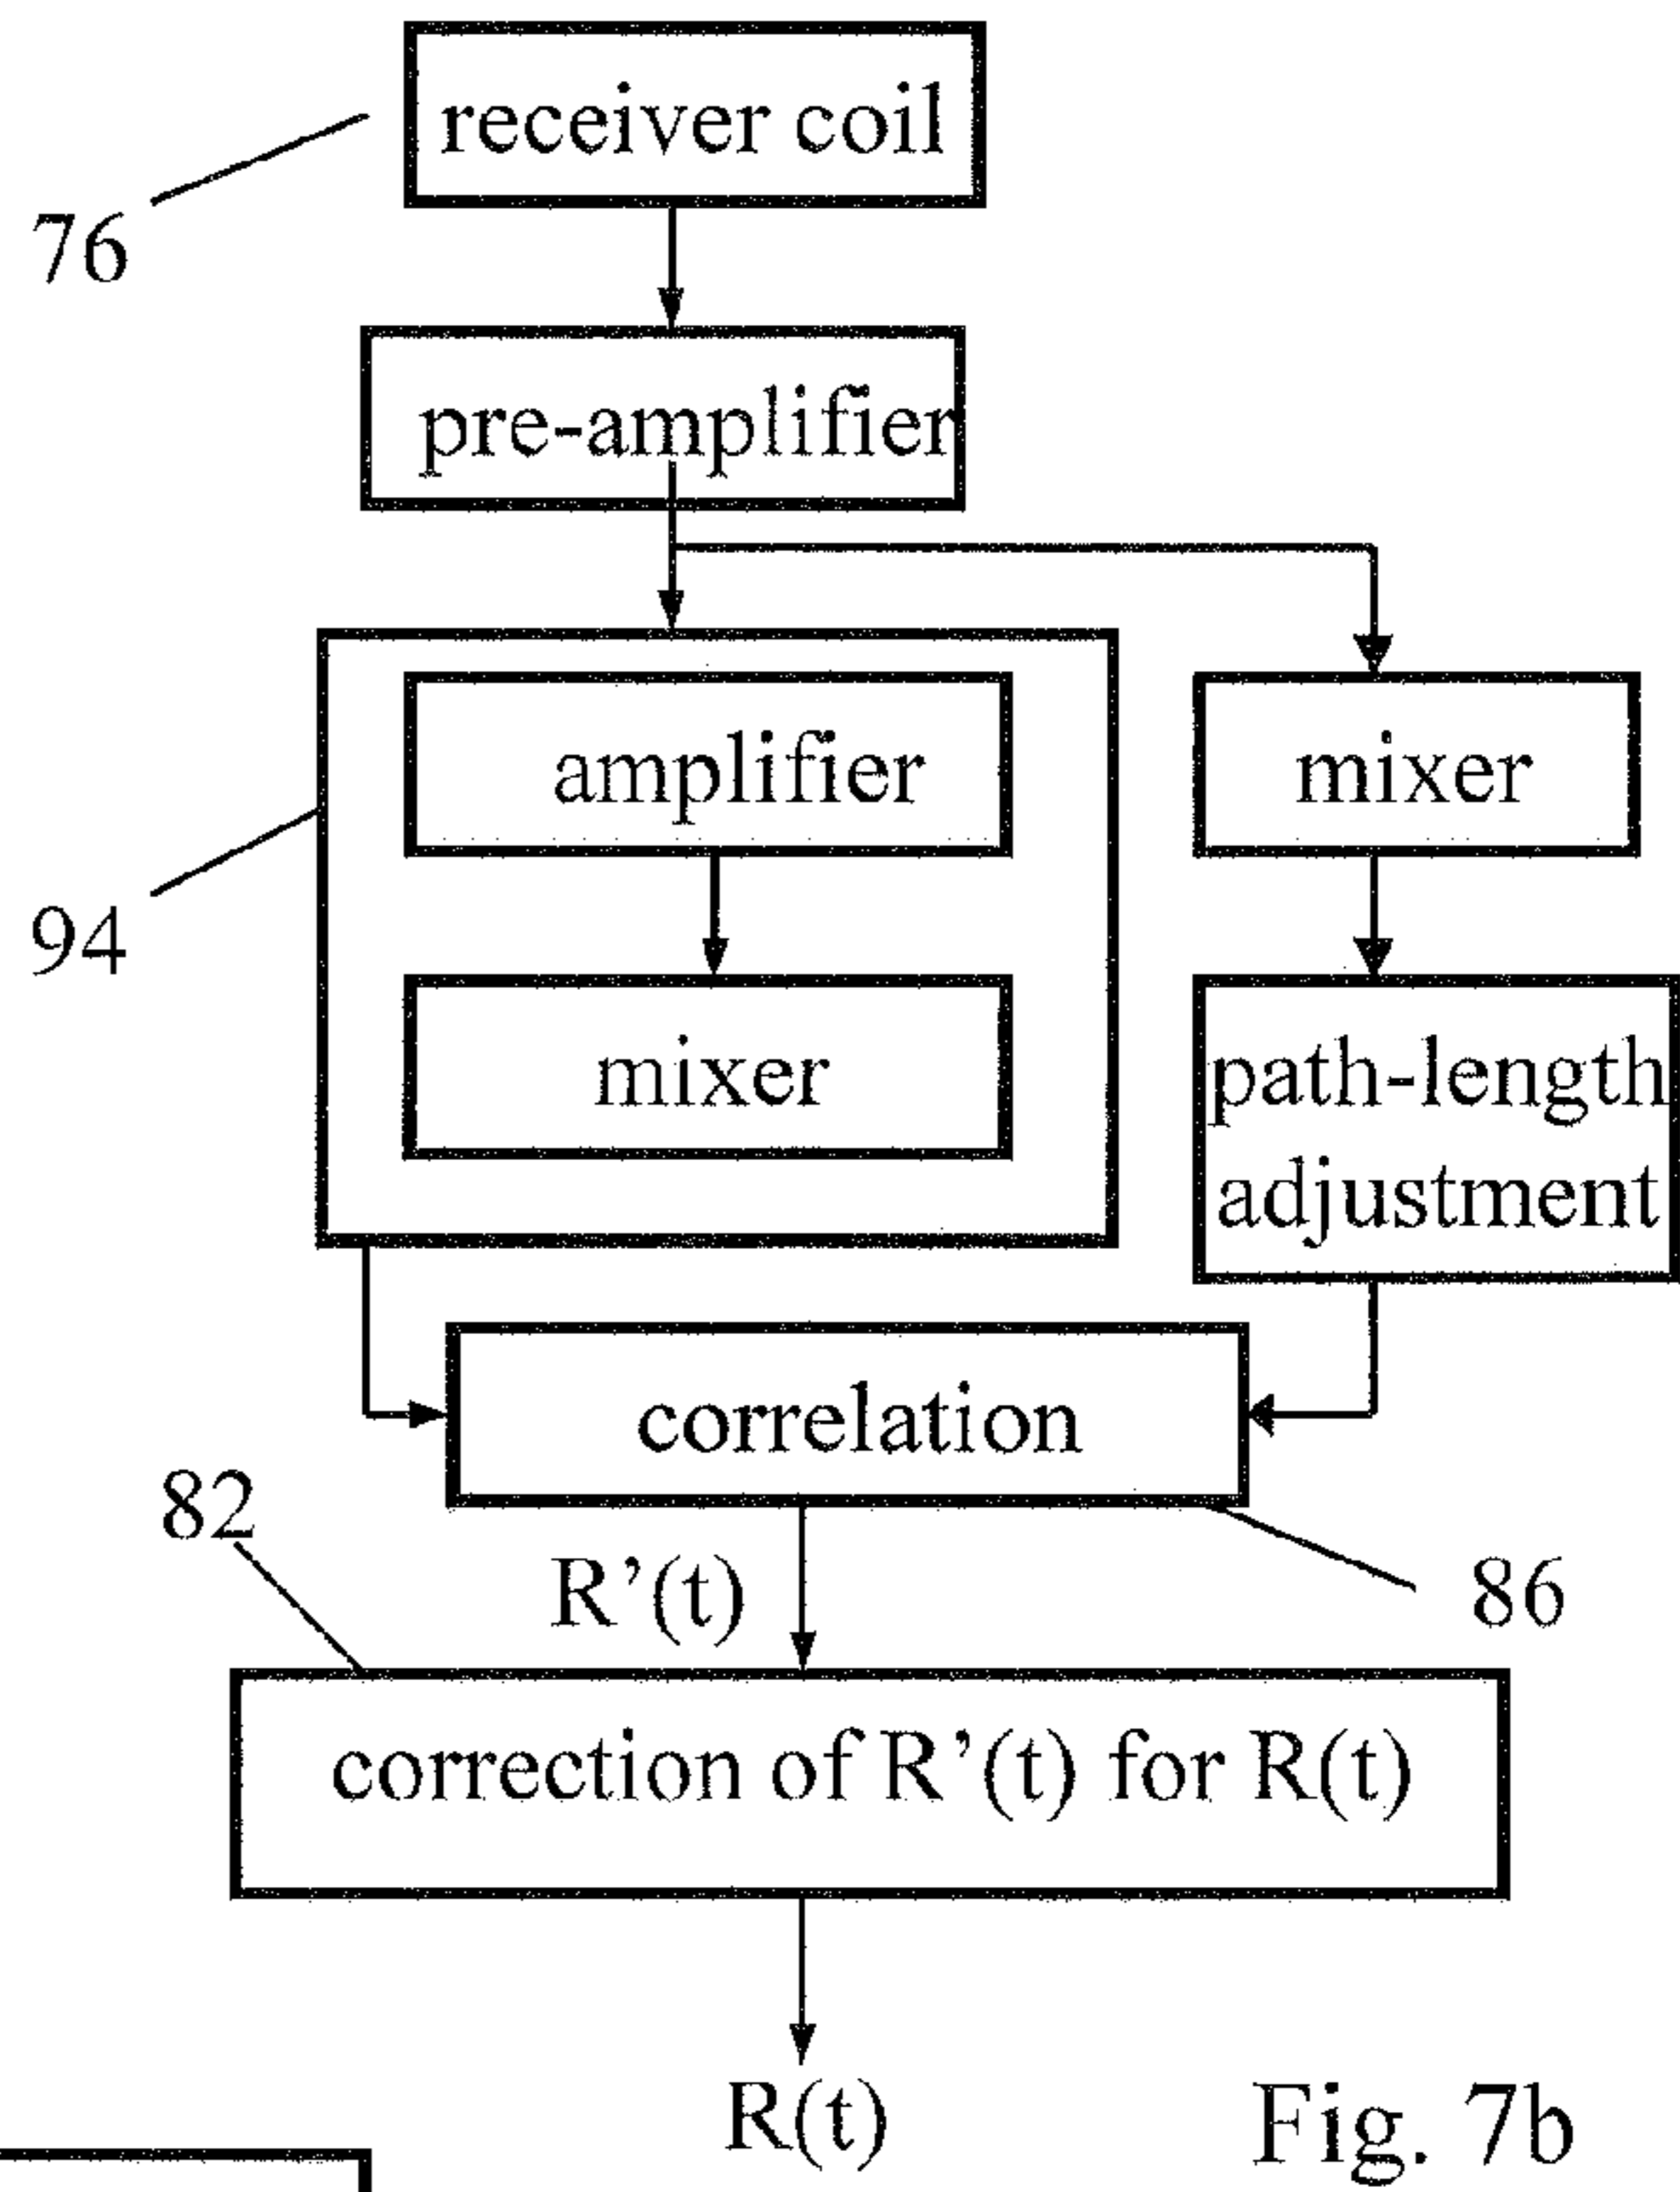 receiver coil
76
pre-amplifier
amplifier
mixer
94
mixer
path-length
adjustment
correlation
82
R’(t)
86
correction of R’(t) for R(t)
R(t)
Fig. 7b